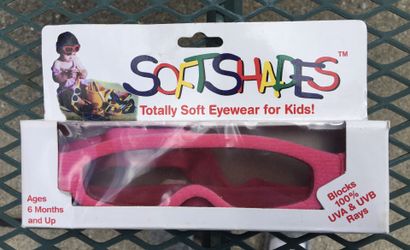 SOFTSHADES™
Totally Soft Eyewear for Kids!
Ages
6 Months
and Up
Blocks
100%
UVA & UVB
Rays